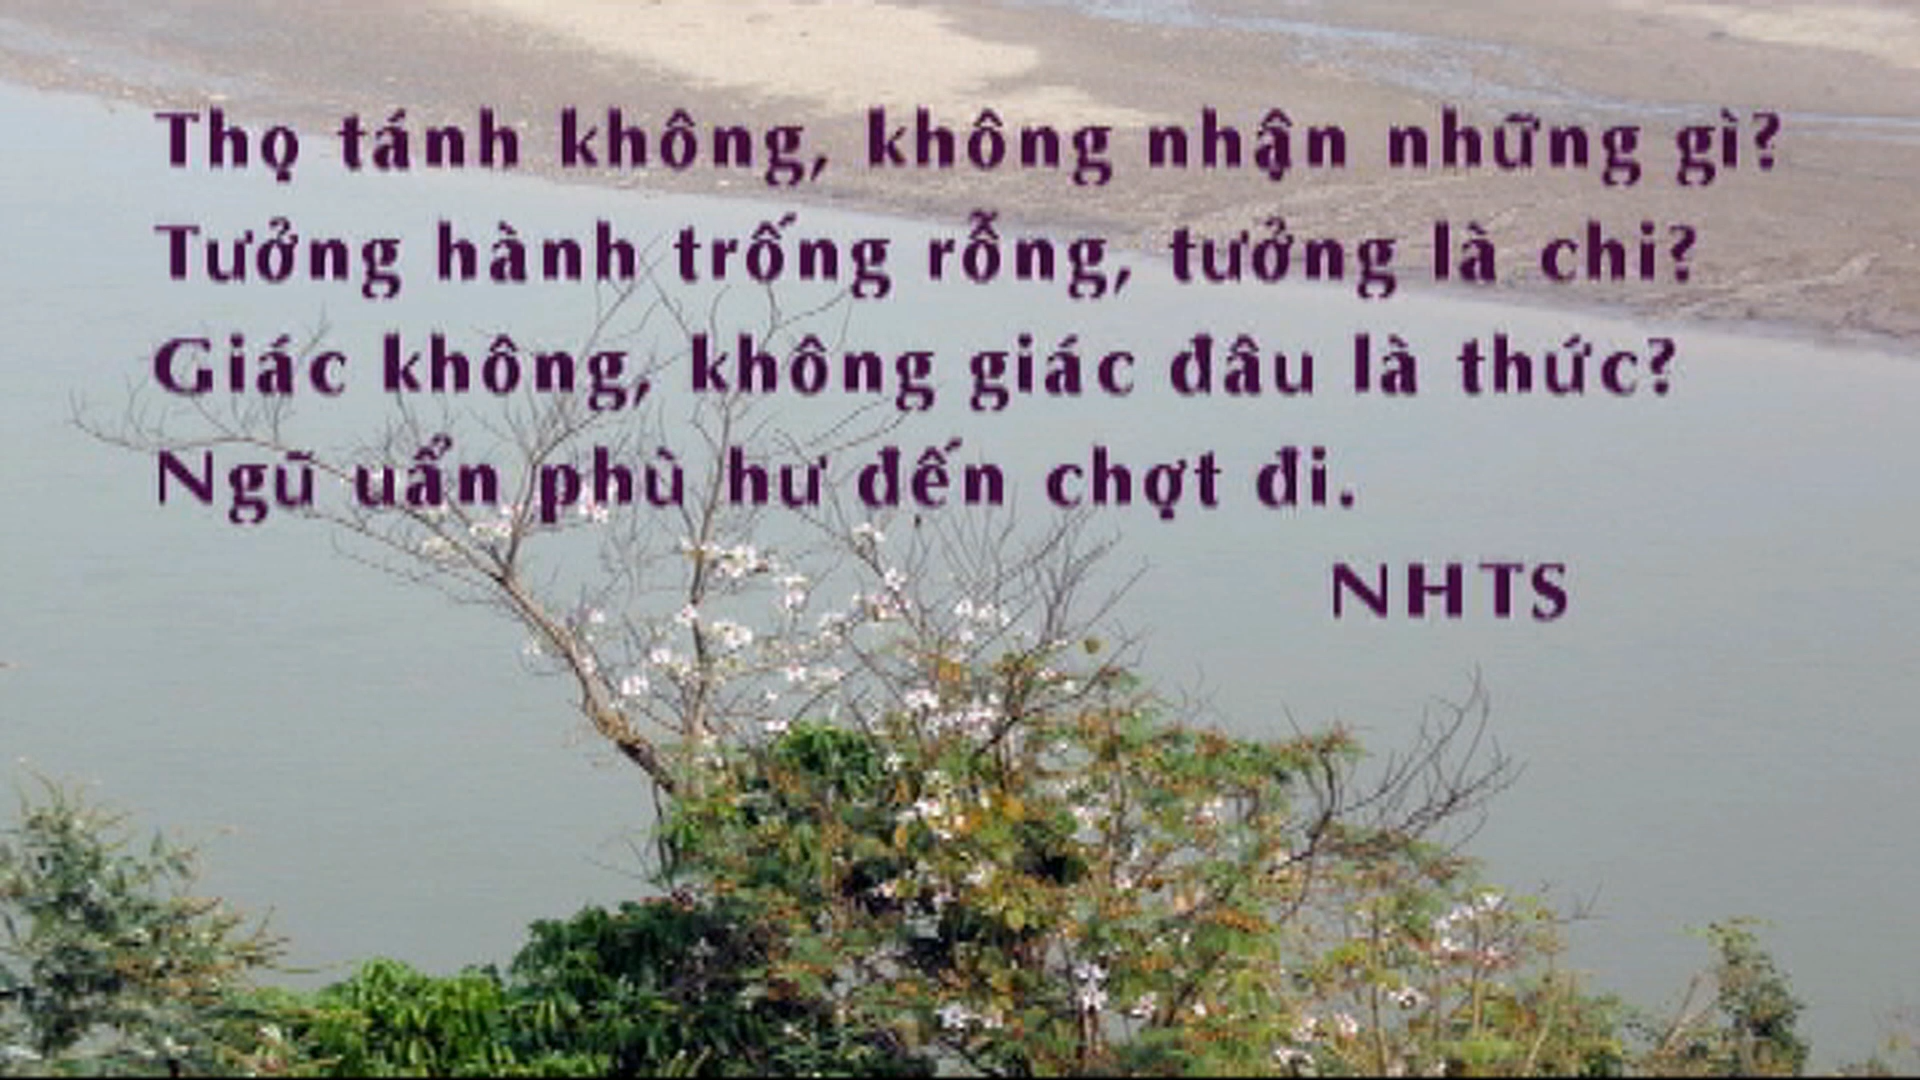 Thọ tánh không, không nhận những gì?
Tưởng hành trống rỗng, tưởng là chi?
Giác không, không giác đâu là thức?
Ngũ uẩn phù hư đến chợt đi.
NHTS